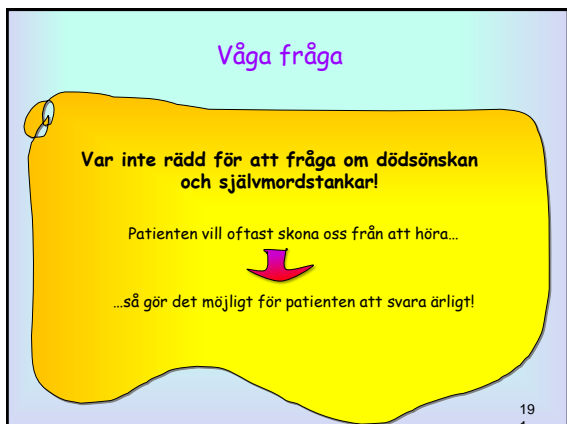 Våga fråga
Var inte rädd för att fråga om dödsönskan
och självmordstankar!
Patienten vill oftast skona oss från att höra…
…så gör det möjligt för patienten att svara ärligt!
19